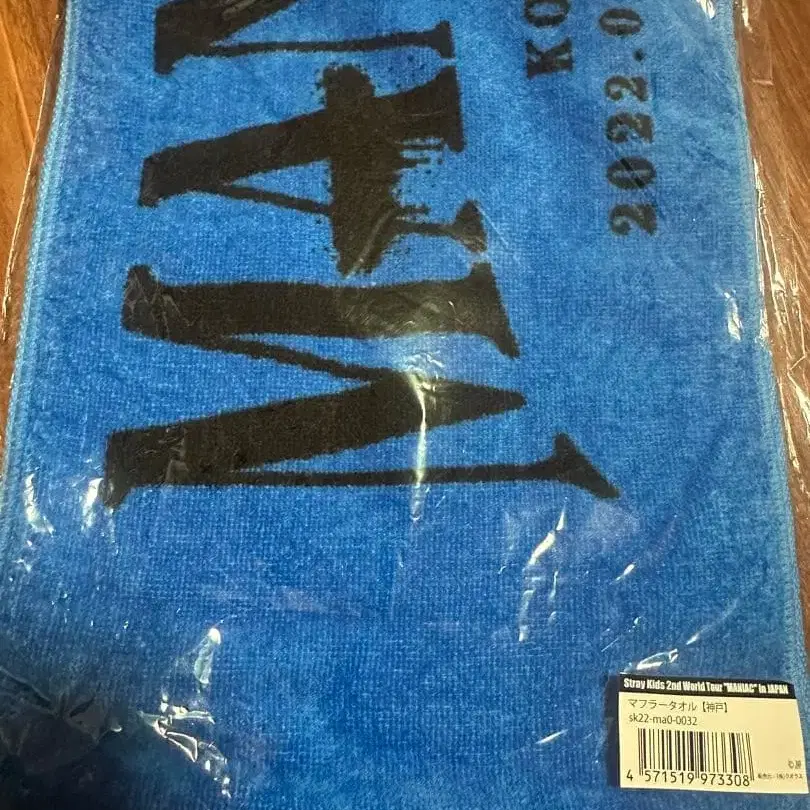 MAN
KO
2022.0
Stray Kids 2nd World Tour "MANIAC" in JAPAN
マフラータオル【神戸】
sk22-ma0-0032
4 571519 973308